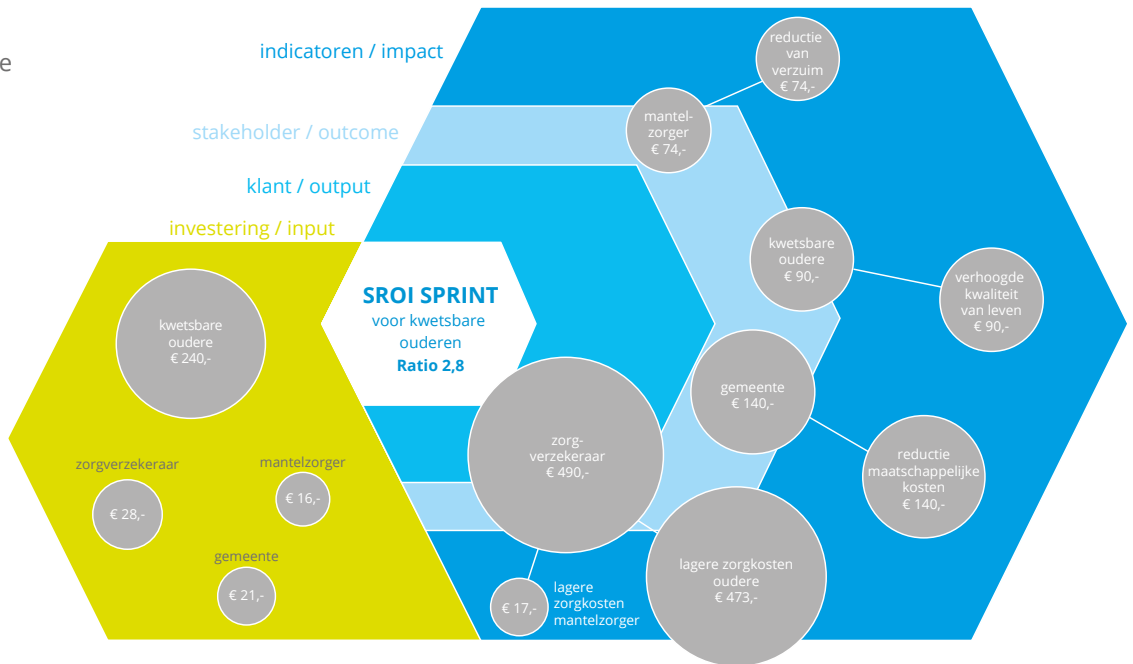 e
indicatoren / impact
stakeholder / outcome
klant / output
investering / input
SROI SPRINT
voor kwetsbare
ouderen
Ratio 2,8
kwetsbare
oudere
€ 240,-
zorgverzekeraar
€ 28,-
mantelzorger
€ 16,-
gemeente
€ 21,-
reductie
van
verzuim
€ 74,-
mantel-
zorger
€ 74,-
kwetsbare
oudere
€ 90,-
verhoogde
kwaliteit
van leven
€ 90,-
gemeente
€ 140,-
reductie
maatschappelijke
kosten
€ 140,-
zorg-
verzekeraar
€ 490,-
lagere zorgkosten
oudere
€ 473,-
€ 17,-
lagere
zorgkosten
mantelzorger